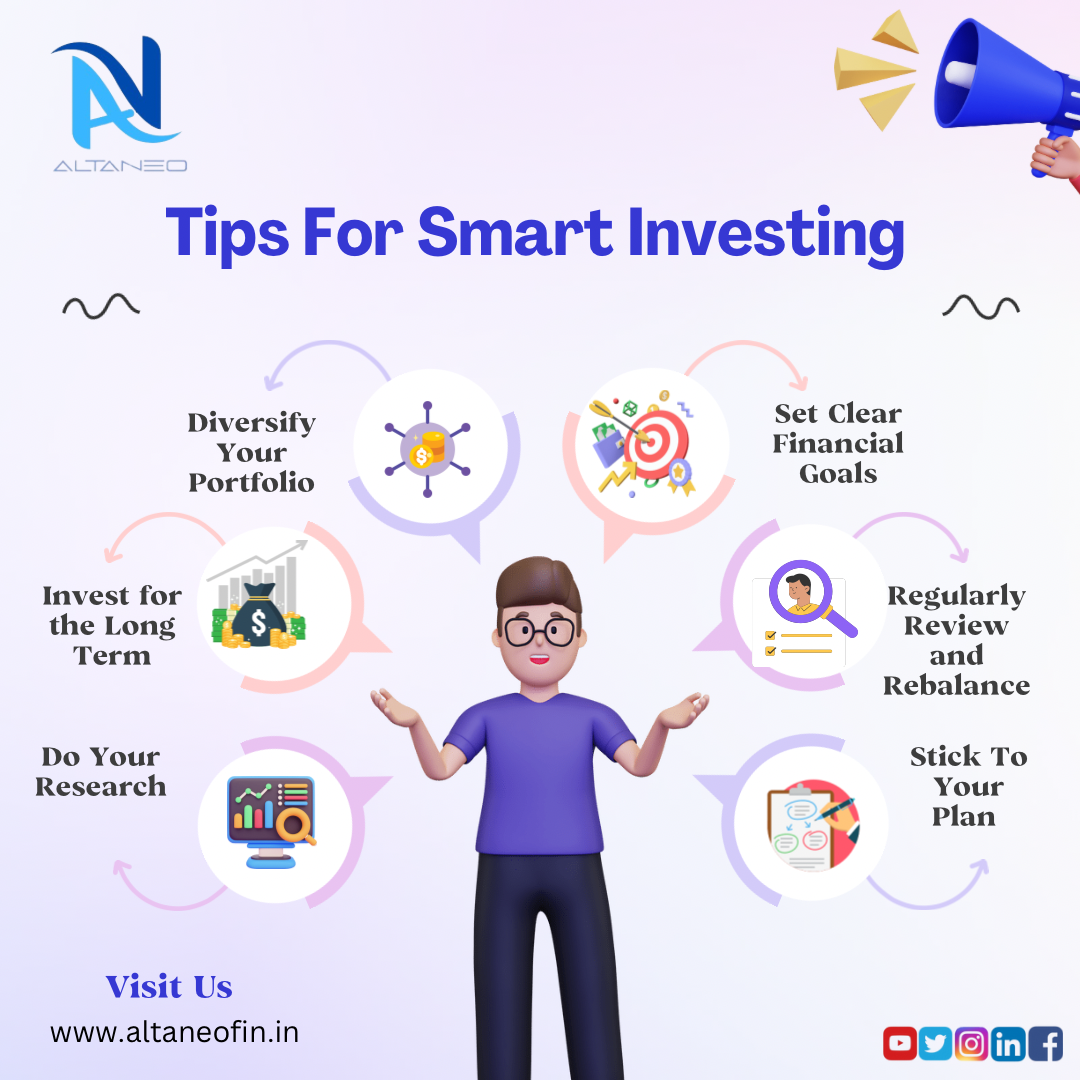 ALTANEO
Tips For Smart Investing
Diversify
Your
Portfolio
Set Clear
Financial
Goals
Invest for
the Long
Term
Regularly
Review
and
Rebalance
Do Your
Research
Stick To
Your
Plan
Visit Us
www.altaneofin.in